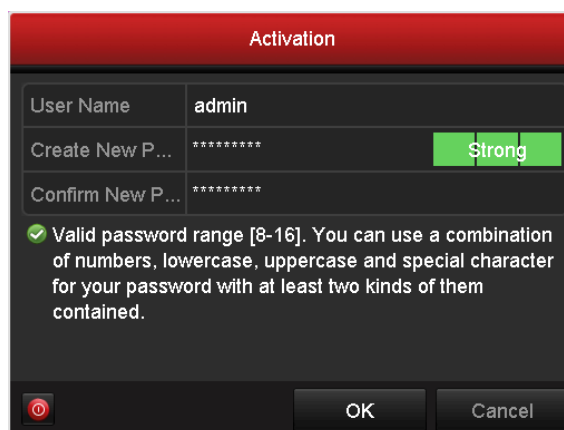 Activation
User Name admin
Create New P... ********* Strong
Confirm New P... *********
Valid password range [8-16]. You can use a combination
of numbers, lowercase, uppercase and special character
for your password with at least two kinds of them
contained.
OK Cancel